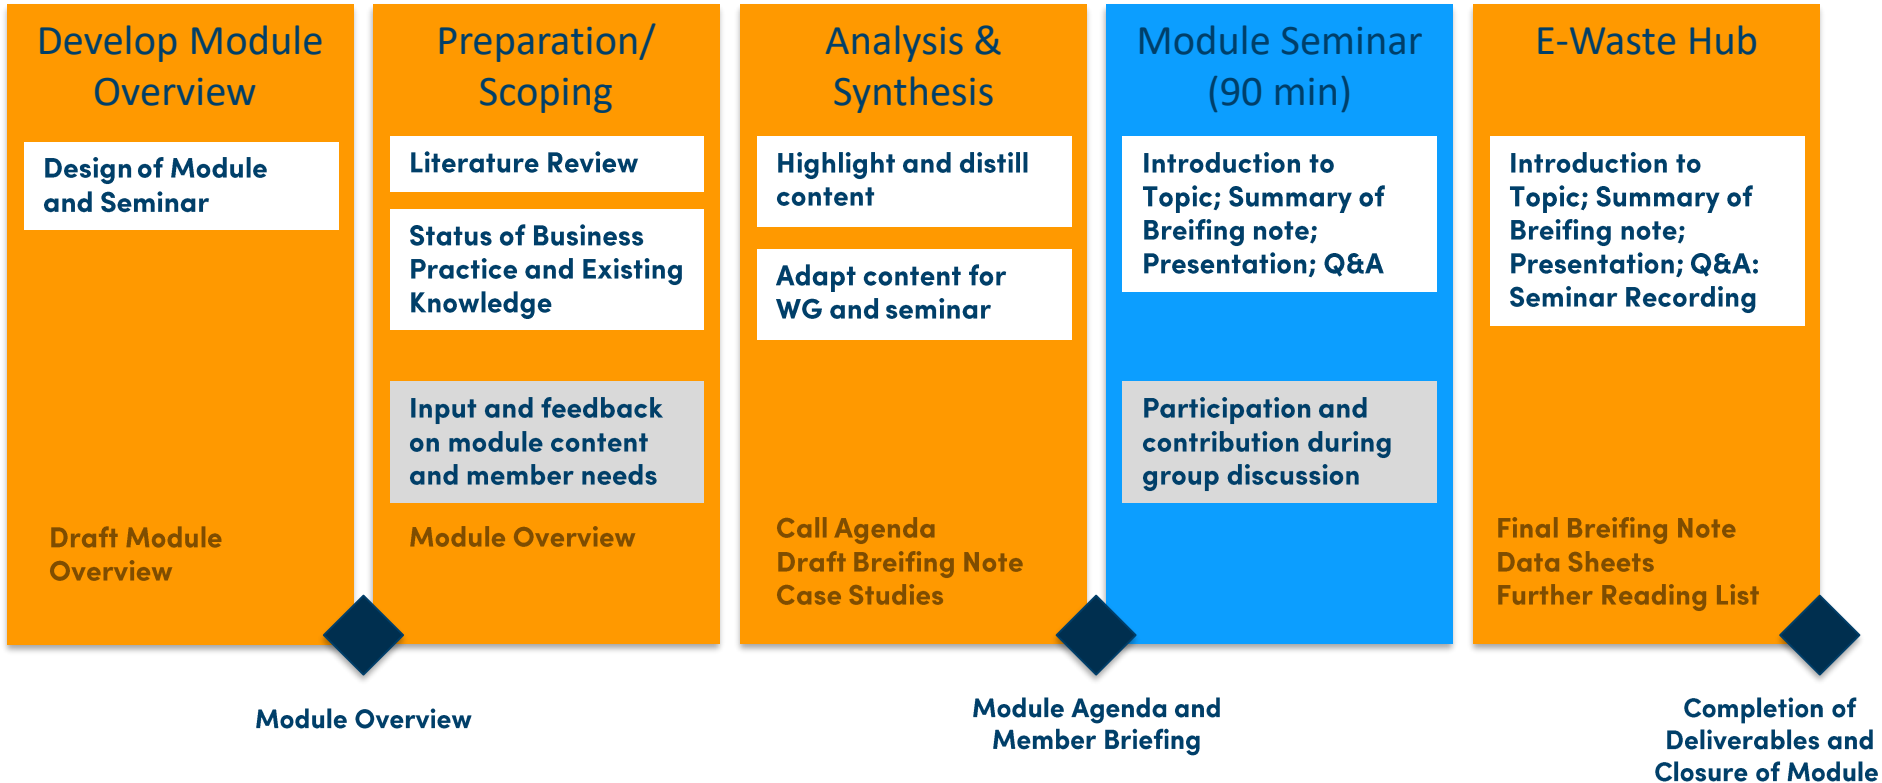 Develop Module
Overview
Design of Module
and Seminar
Draft Module
Overview
Preparation/
Scoping
Literature Review
Status of Business
Practice and Existing
Knowledge
Input and feedback
on module content
and member needs
Module Overview
Analysis &
Synthesis
Highlight and distill
content
Adapt content for
WG and seminar
Call Agenda
Draft Breifing Note
Case Studies
Module Seminar
(90 min)
Introduction to
Topic; Summary of
Breifing note;
Presentation; Q&A
Participation and
contribution during
group discussion
E-Waste Hub
Introduction to
Topic; Summary of
Breifing note;
Presentation; Q&A:
Seminar Recording
Final Breifing Note
Data Sheets
Further Reading List
Module Overview
Module Agenda and
Member Briefing
Completion of
Deliverables and
Closure of Module